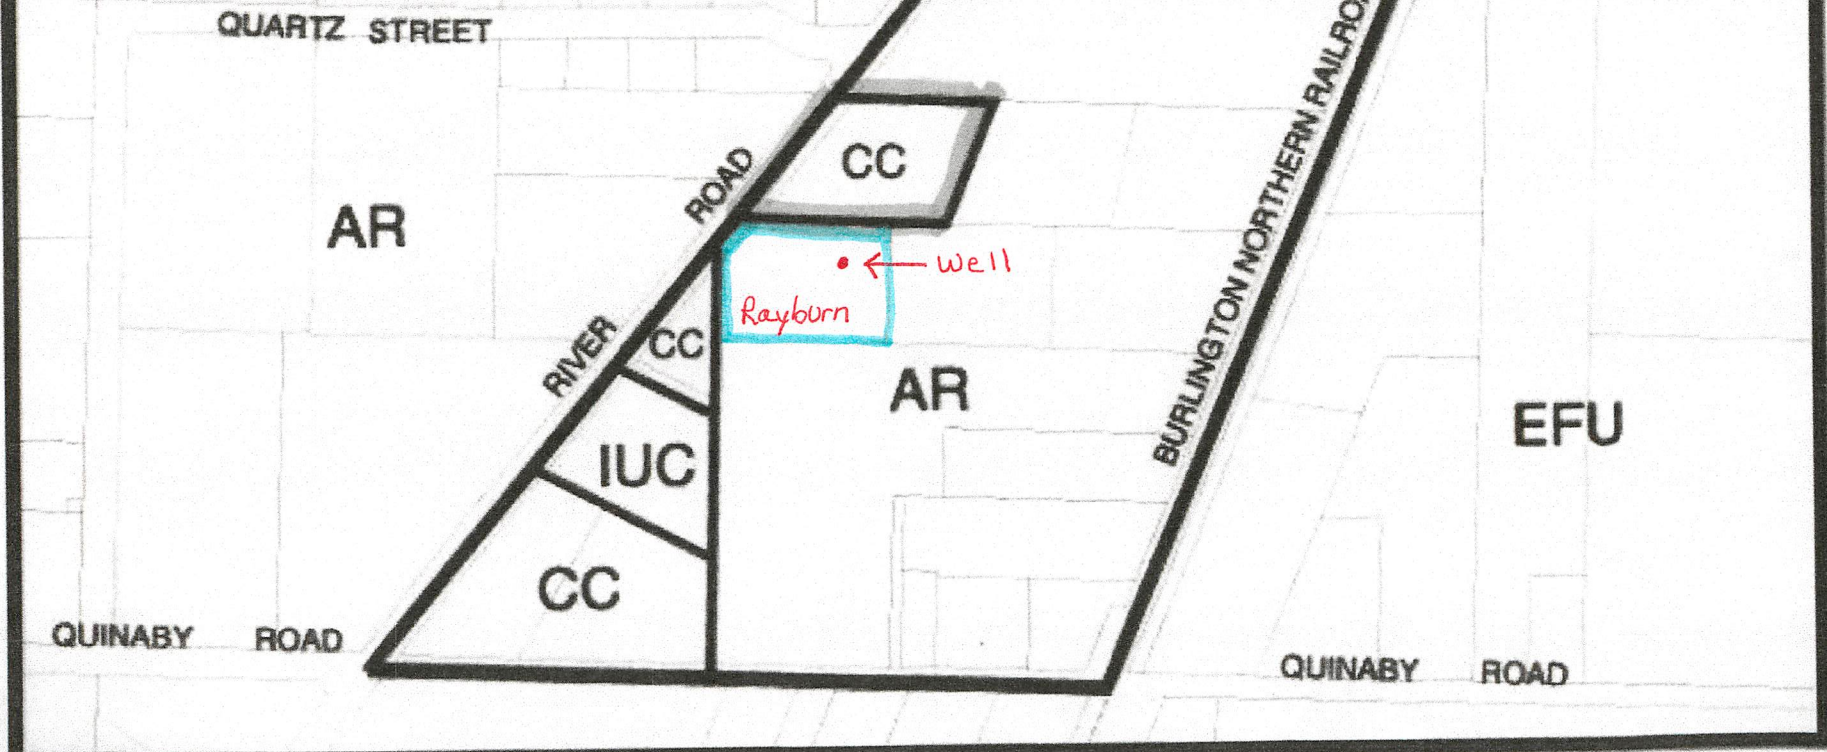 QUARTZ STREET
BURLINGTON NORTHERN
ROAD
CC
AR
Well
Rayburn
RIVER
CC
AR
EFU
IUC
CC
QUINABY ROAD
QUINABY ROAD